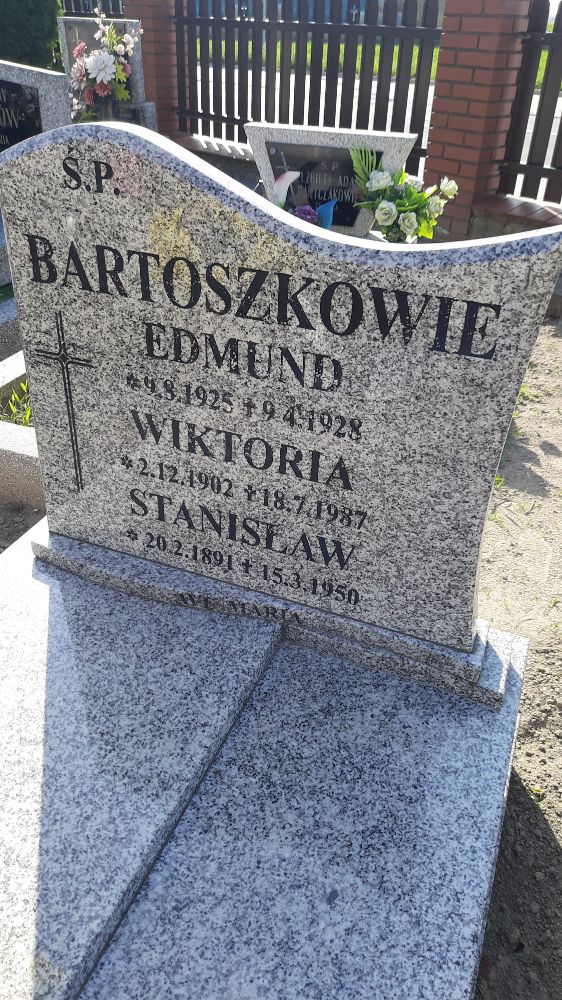 Ś.P.
BARTOSZKOWIE
EDMUND
*9.8.1925 ✝9.4.1928
WIKTORIA
*2.12.1902 ✝18.7.1987
STANISŁAW
*20.2.1891 ✝15.3.1950
AVE MARIA
Ś.P.